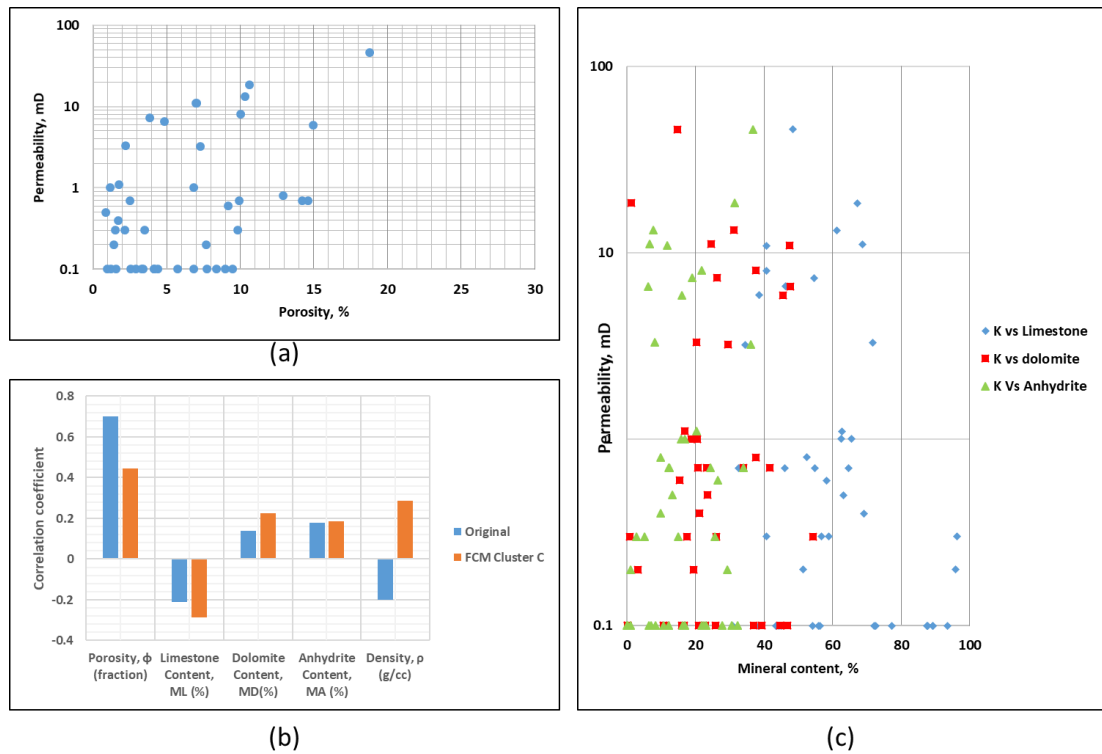 100
10
1
0.1
Permeability, mD
0 5 10 15 20 25 30
Porosity, %
(a)
0.8
0.6
0.4
0.2
0
-0.2
-0.4
Correlation coefficient
Porosity, ϕ
(fraction)
Limestone
Content,
ML (%)
Dolomite
Content,
MD(%)
Anhydrite
Content,
MA (%)
Density, ρ
(g/cc)
Original
FCM Cluster C
(b)
100
10
1
0.1
Permeability, mD
0 20 40 60 80 100
Mineral content, %
K vs Limestone
K vs dolomite
K Vs Anhydrite
(c)